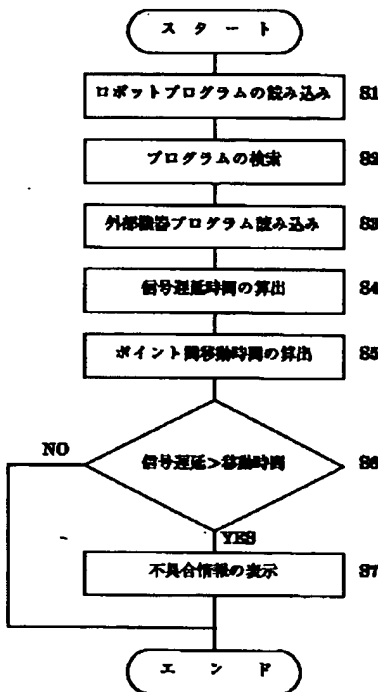 スタート
ロボットプログラムの読み込み S1
プログラムの検索 S2
外部機器プログラム読み込み S3
信号遅延時間の算出 S4
ポイント間移動時間の算出 S5
信号遅延>移動時間 S6
NO
YES
不具合情報の表示 S7
エンド